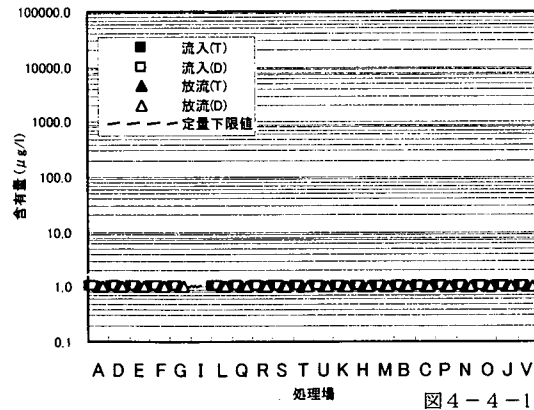 100000.0
10000.0
1000.0
100.0
10.0
1.0
0.1
含有量(μg/l)
流入(T)
流入(D)
放流(T)
放流(D)
定量下限値
A D E F G I L Q R S T U K H M B C P N O J V
処理場
図4-4-1